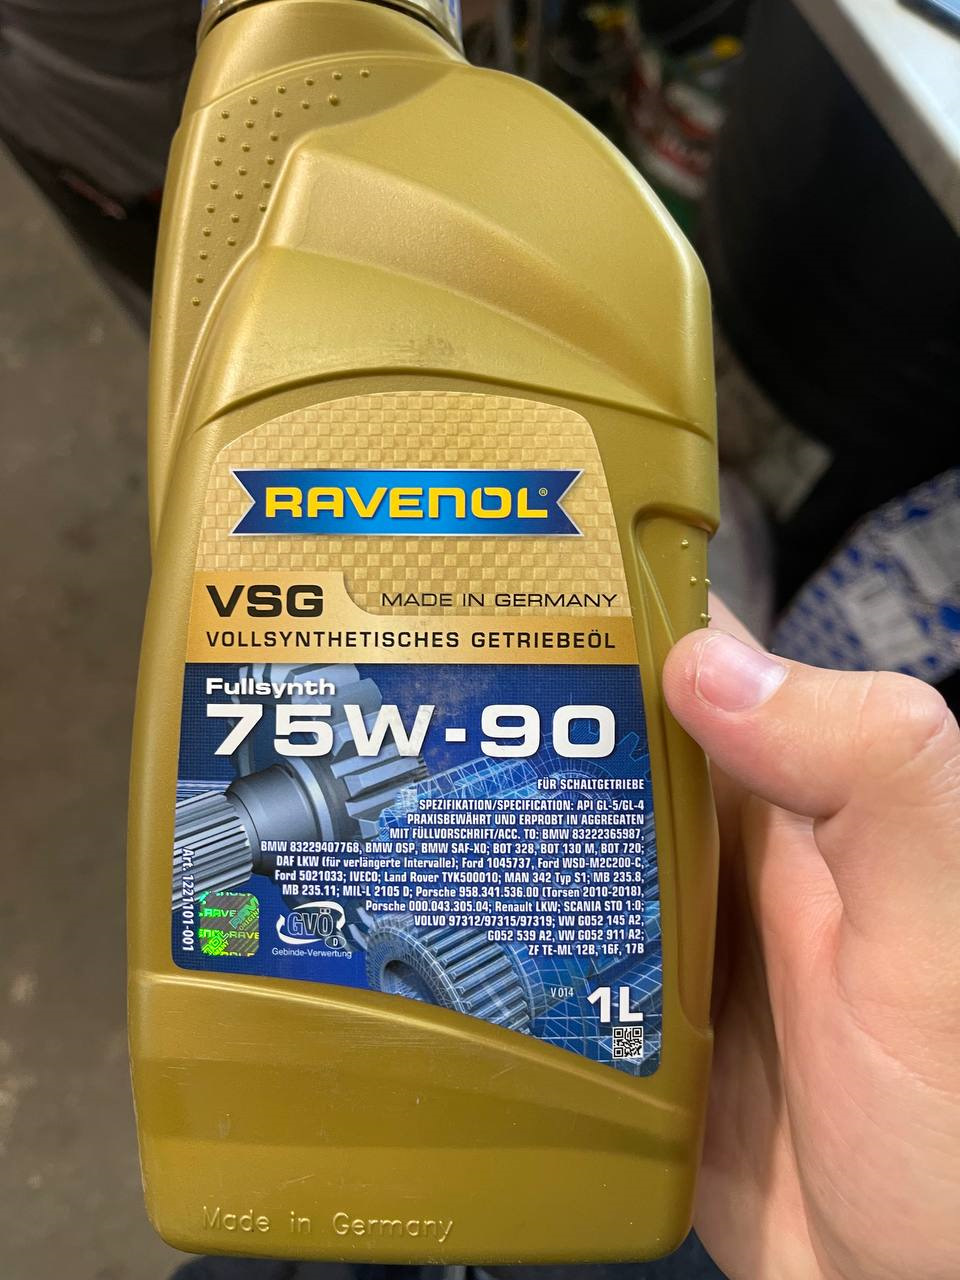 RAVENOL®
VSG
MADE IN GERMANY
VOLLSYNTHETISCHES GETRIEBEÖL
Fullsynth
75W-90
FÜR SCHALTGETRIEBE
SPEZIFIKATION/SPECIFICATION: API GL-5/GL-4
PRAXISBEWÄHRT UND ERPROBT IN AGGREGATEN
MIT FÜLLVORSCHRIFT/ACC. TO: BMW 83222365987,
BMW 83229407768, BMW OSP, BMW SAF-XO; BOT 328, BOT 130 M, BOT 720;
DAF LKW (für verlängerte Intervalle); Ford 1045737, Ford WSD-M2C200-C,
Ford 5021033; IVECO; Land Rover TYK500010; MAN 342 Typ S1; MB 235.8,
MB 235.11; MIL-L 2105 D; Porsche 958.341.536.00 (Torsen 2010-2018),
Porsche 000.043.305.04; Renault LKW; SCANIA STO 1:0;
VOLVO 97312/97315/97319; VW G052 145 A2,
G052 539 A2, VW G052 911 A2;
ZF TE-ML 12B, 16F, 17B
Art. 1221101-001
GVÖ
D
Gebinde-Verwertung
V 014
1L
Made in Germany